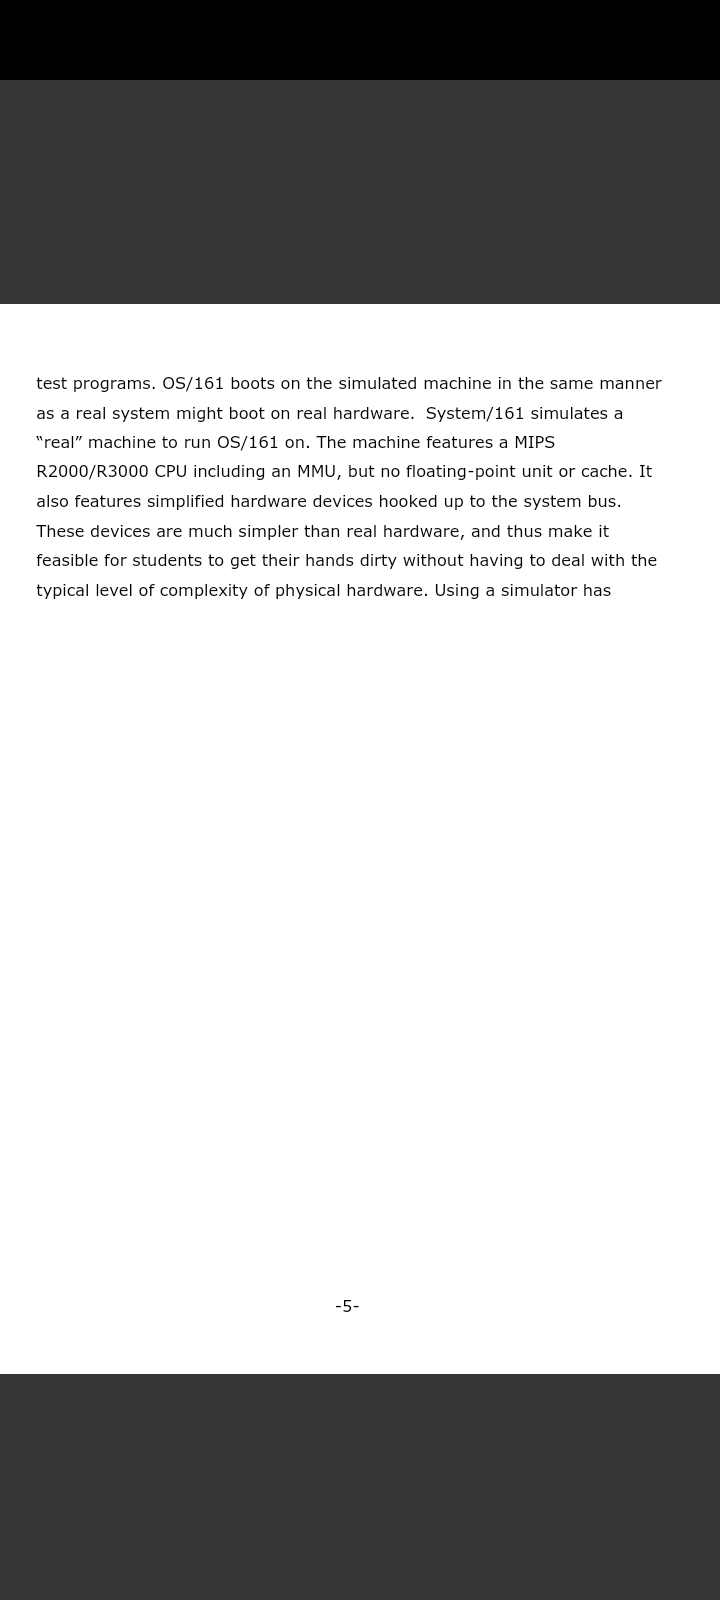 test programs. OS/161 boots on the simulated machine in the same manner
as a real system might boot on real hardware.  System/161 simulates a
“real” machine to run OS/161 on. The machine features a MIPS
R2000/R3000 CPU including an MMU, but no floating-point unit or cache. It
also features simplified hardware devices hooked up to the system bus.
These devices are much simpler than real hardware, and thus make it
feasible for students to get their hands dirty without having to deal with the
typical level of complexity of physical hardware. Using a simulator has
-5-